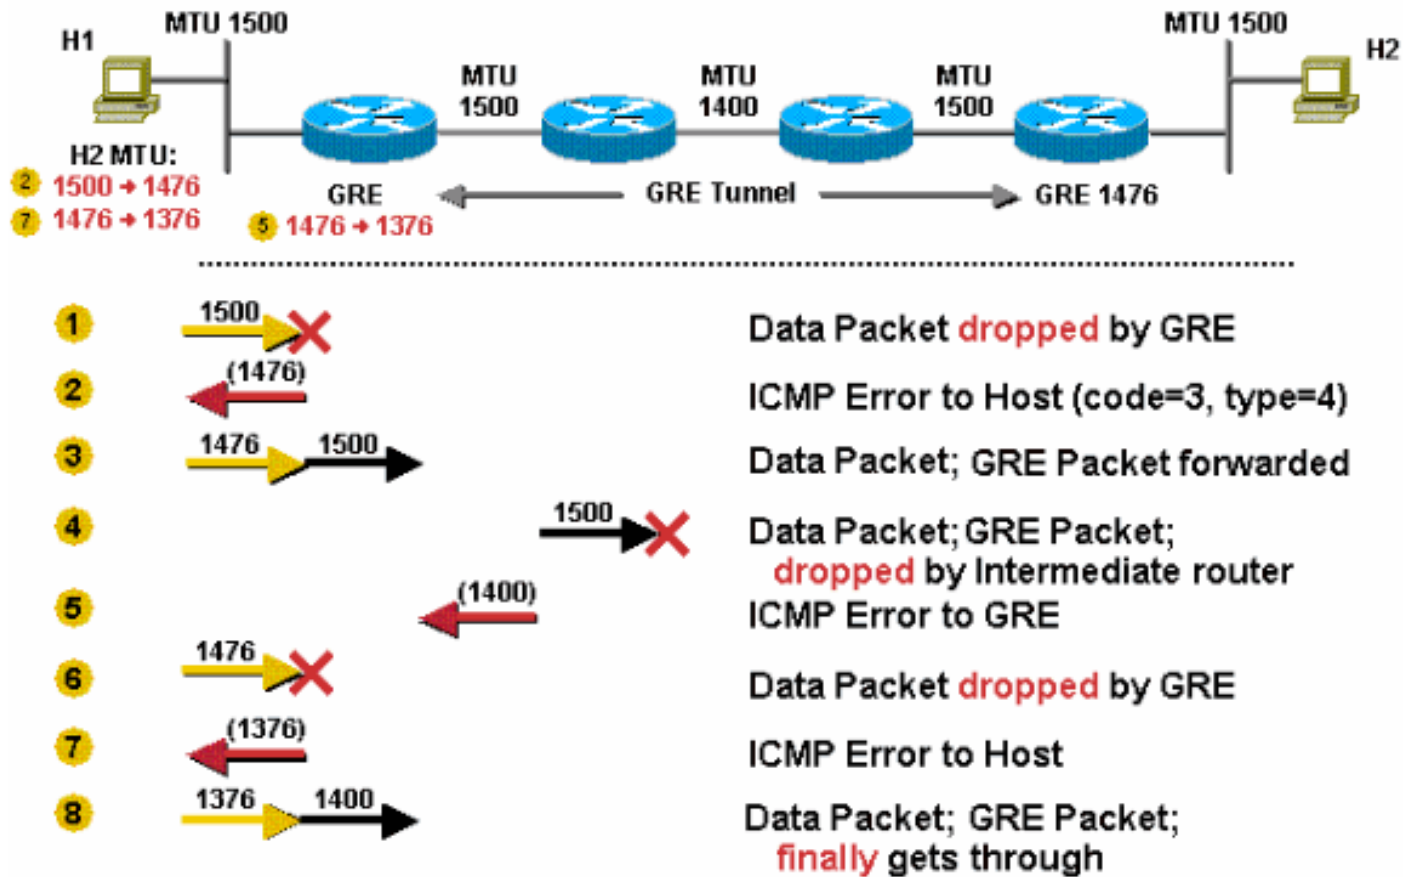 H1
MTU 1500
MTU 1500
H2
MTU
1500
MTU
1400
MTU
1500
H2 MTU:
2 1500 → 1476
7 1476 → 1376
GRE
5 1476 → 1376
GRE Tunnel
GRE 1476
1 1500 Data Packet dropped by GRE
2 (1476) ICMP Error to Host (code=3, type=4)
3 1476 1500 Data Packet; GRE Packet forwarded
4 1500 Data Packet; GRE Packet;
dropped by Intermediate router
5 (1400) ICMP Error to GRE
6 1476 Data Packet dropped by GRE
7 (1376) ICMP Error to Host
8 1376 1400 Data Packet; GRE Packet;
finally gets through